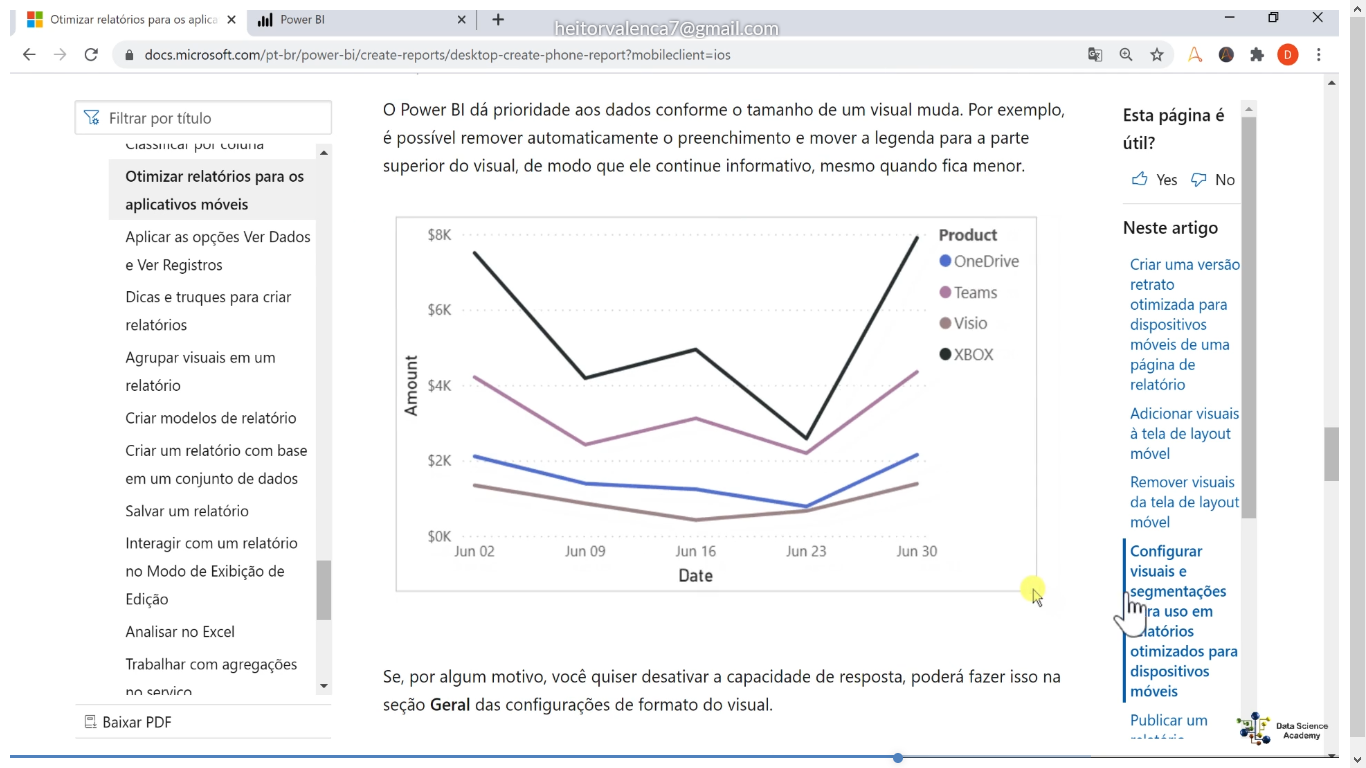 Otimizar relatórios para os aplica
Power BI
heitorvalenca7@gmail.com
docs.microsoft.com/pt-br/power-bi/create-reports/desktop-create-phone-report?mobileclient=ios
D
Filtrar por título
Classificar por coluna
Otimizar relatórios para os
aplicativos móveis
Aplicar as opções Ver Dados
e Ver Registros
Dicas e truques para criar
relatórios
Agrupar visuais em um
relatório
Criar modelos de relatório
Criar um relatório com base
em um conjunto de dados
Salvar um relatório
Interagir com um relatório
no Modo de Exibição de
Edição
Analisar no Excel
Trabalhar com agregações
no serviço
Baixar PDF
O Power BI dá prioridade aos dados conforme o tamanho de um visual muda. Por exemplo,
é possível remover automaticamente o preenchimento e mover a legenda para a parte
superior do visual, de modo que ele continue informativo, mesmo quando fica menor.
$8K
$6K
$4K
$2K
$0K
Amount
Jun 02
Jun 09
Jun 16
Jun 23
Jun 30
Date
Product
OneDrive
Teams
Visio
XBOX
Se, por algum motivo, você quiser desativar a capacidade de resposta, poderá fazer isso na
seção Geral das configurações de formato do visual.
Esta página é
útil?
Yes No
Neste artigo
Criar uma versão
retrato
otimizada para
dispositivos
móveis de uma
página de
relatório
Adicionar visuais
à tela de layout
móvel
Remover visuais
da tela de layout
móvel
Configurar
visuais e
segmentações
uso em
otimizados para
dispositivos
móveis
Publicar um
Data Science
Academy